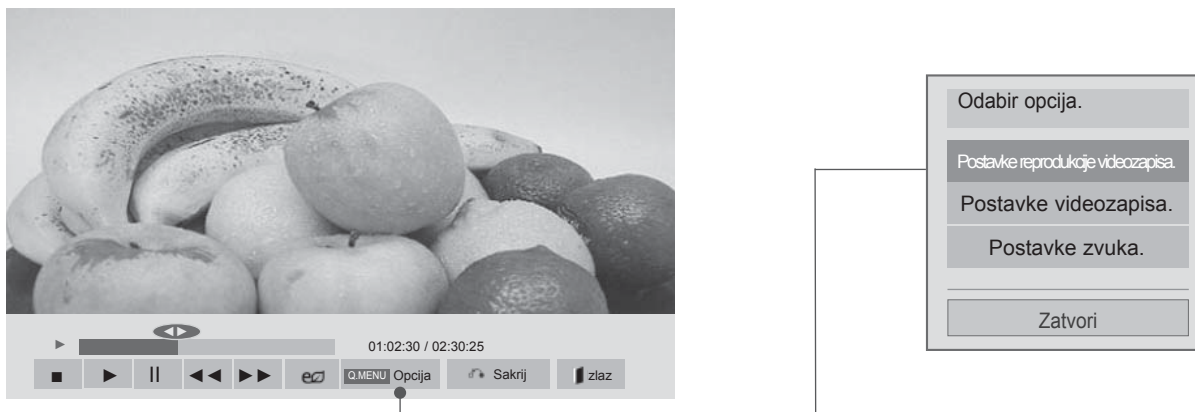 01:02:30 / 02:30:25
Q.MENU Opcija Sakrij zlaz
Odabir opcija.
Postavke reprodukcije videozapisa.
Postavke videozapisa.
Postavke zvuka.
Zatvori